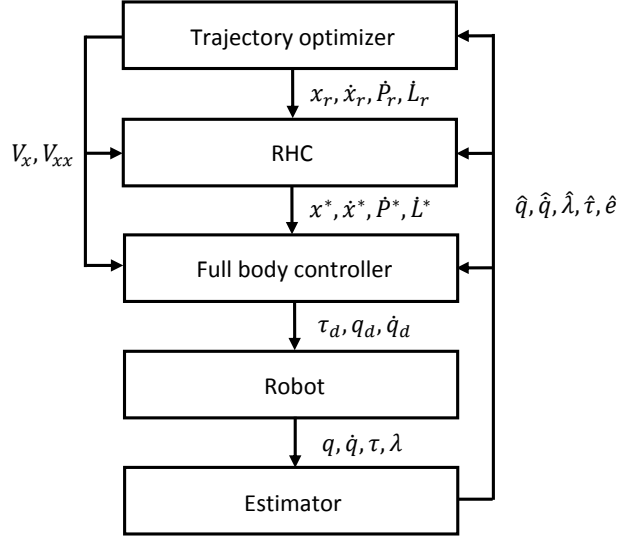 Trajectory optimizer
x_r, ẋ_r, Ṗ_r, L̇_r
V_x, V_xx
RHC
x*, ẋ*, Ṗ*, L̇*
q̂, q̇̂, λ̂, τ̂, ê
Full body controller
τ_d, q_d, q̇_d
Robot
q, q̇, τ, λ
Estimator